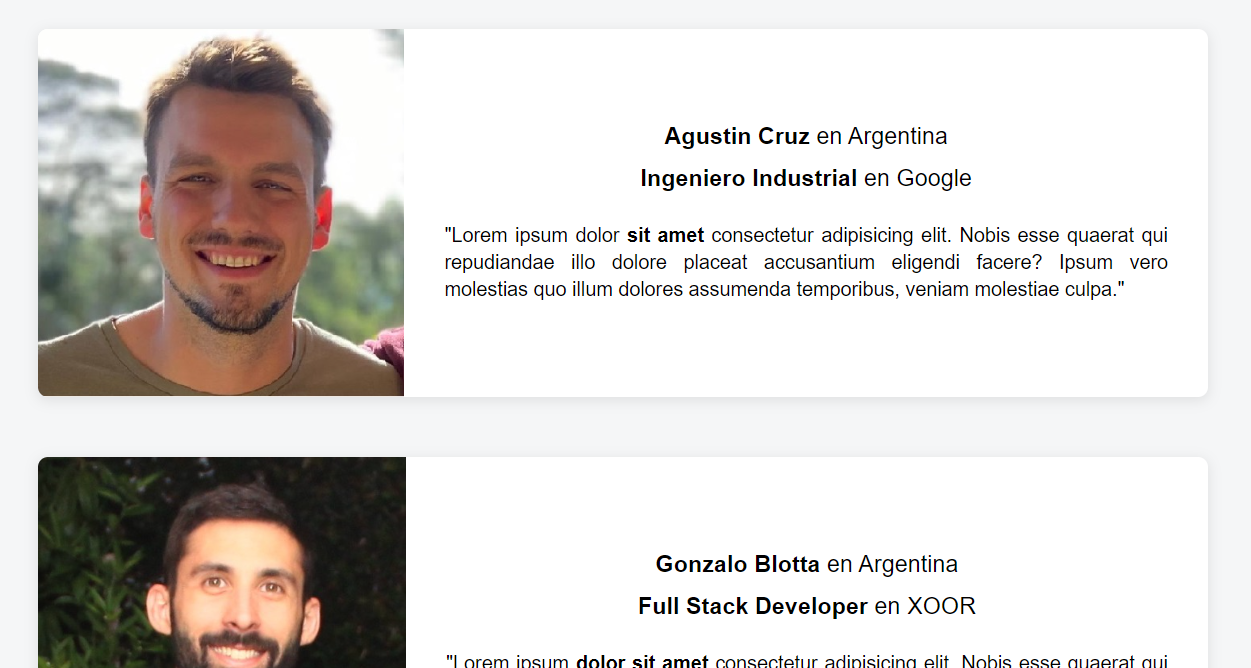 Agustin Cruz en Argentina
Ingeniero Industrial en Google
"Lorem ipsum dolor sit amet consectetur adipisicing elit. Nobis esse quaerat qui
repudiandae illo dolore placeat accusantium eligendi facere? Ipsum vero
molestias quo illum dolores assumenda temporibus, veniam molestiae culpa."
Gonzalo Blotta en Argentina
Full Stack Developer en XOOR
"Lorem ipsum dolor sit amet consectetur adipisicing elit. Nobis esse quaerat qui